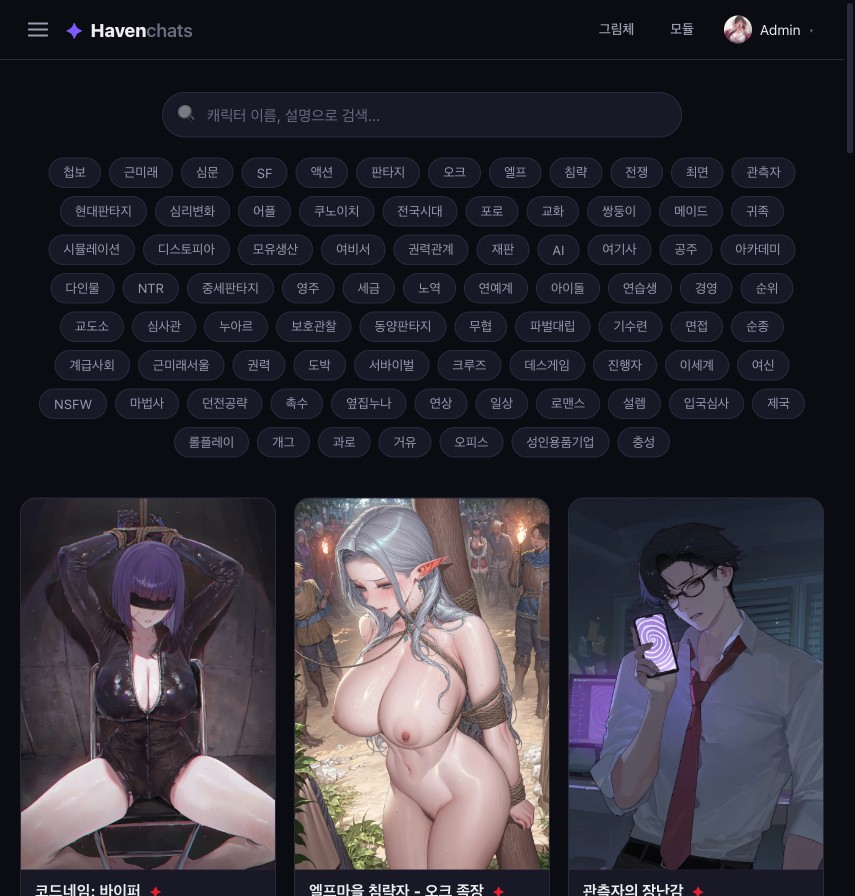 Havenchats
그림체
모듈
Admin
캐릭터 이름, 설명으로 검색...
첩보 근미래 심문 SF 액션 판타지 오크 엘프 침략 전쟁 최면 관측자
현대판타지 심리변화 어플 쿠노이치 전국시대 포로 교화 쌍둥이 메이드 귀족
시뮬레이션 디스토피아 모유생산 여비서 권력관계 재판 AI 여기사 공주 아카데미
다인물 NTR 중세판타지 영주 세금 노역 연예계 아이돌 연습생 경영 순위
교도소 심사관 누아르 보호관찰 동양판타지 무협 파벌대립 기수련 면접 순종
계급사회 근미래서울 권력 도박 서바이벌 크루즈 데스게임 진행자 이세계 여신
NSFW 마법사 던전공략 촉수 옆집누나 연상 일상 로맨스 설렘 입국심사 제국
롤플레이 개그 과로 거유 오피스 성인용품기업 충성
코드네임: 바이퍼
엘프마을 침략자 - 오크 족장
관측자의 장난감